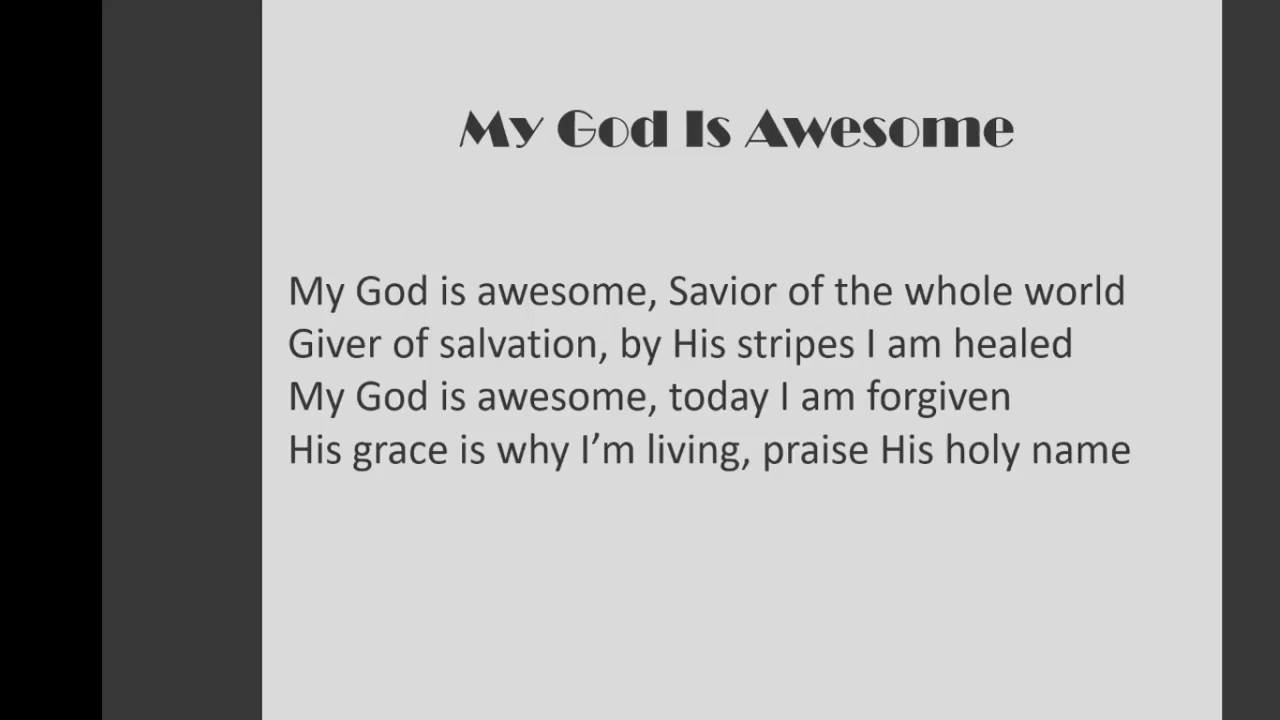 My God Is Awesome
My God is awesome, Savior of the whole world
Giver of salvation, by His stripes I am healed
My God is awesome, today I am forgiven
His grace is why I’m living, praise His holy name